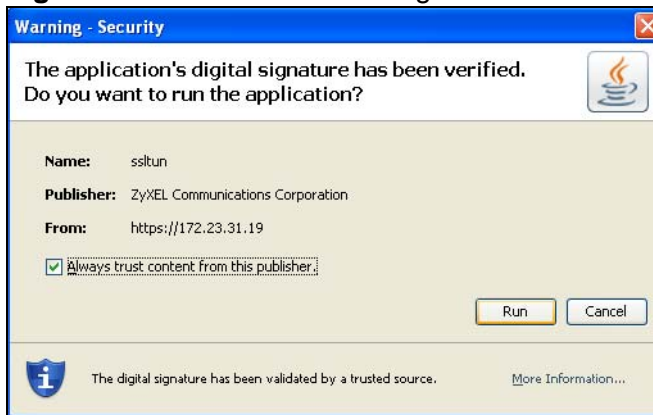 Warning - Security
The application's digital signature has been verified.
Do you want to run the application?
Name: ssltun
Publisher: ZyXEL Communications Corporation
From: https://172.23.31.19
Always trust content from this publisher.
Run Cancel
The digital signature has been validated by a trusted source. More Information...